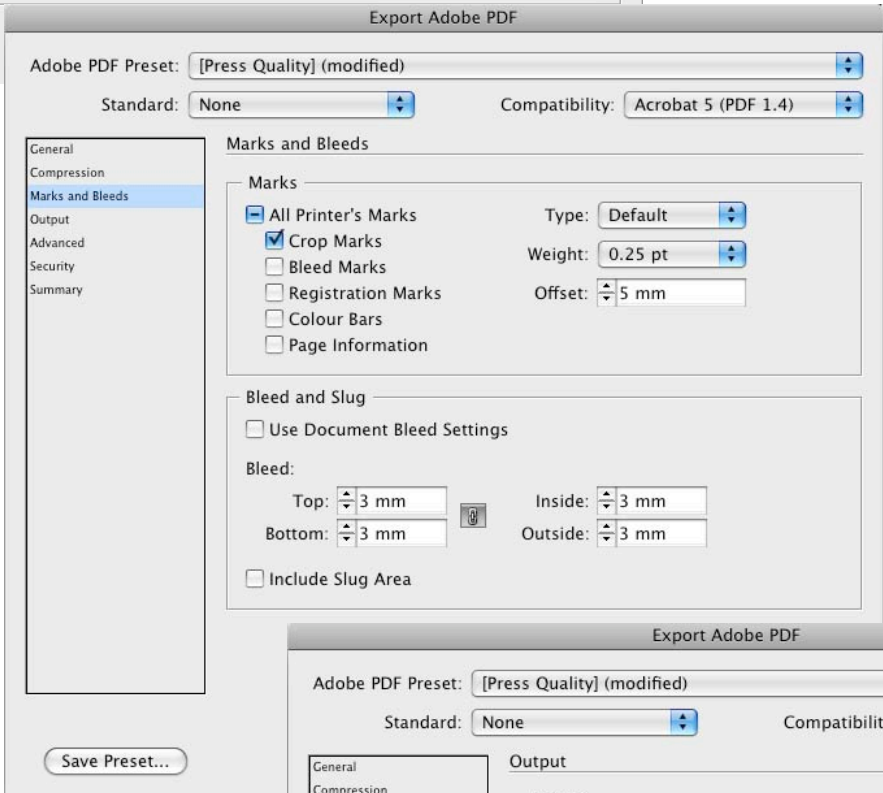 Export Adobe PDF
Adobe PDF Preset: [Press Quality] (modified)
Standard: None Compatibility: Acrobat 5 (PDF 1.4)
General
Compression
Marks and Bleeds
Output
Advanced
Security
Summary
Marks and Bleeds
Marks
All Printer's Marks
Crop Marks
Bleed Marks
Registration Marks
Colour Bars
Page Information
Type: Default
Weight: 0.25 pt
Offset: 5 mm
Bleed and Slug
Use Document Bleed Settings
Bleed:
Top: 3 mm Inside: 3 mm
Bottom: 3 mm Outside: 3 mm
Include Slug Area
Save Preset...
Export Adobe PDF
Adobe PDF Preset: [Press Quality] (modified)
Standard: None Compatibilit
General
Compression
Output